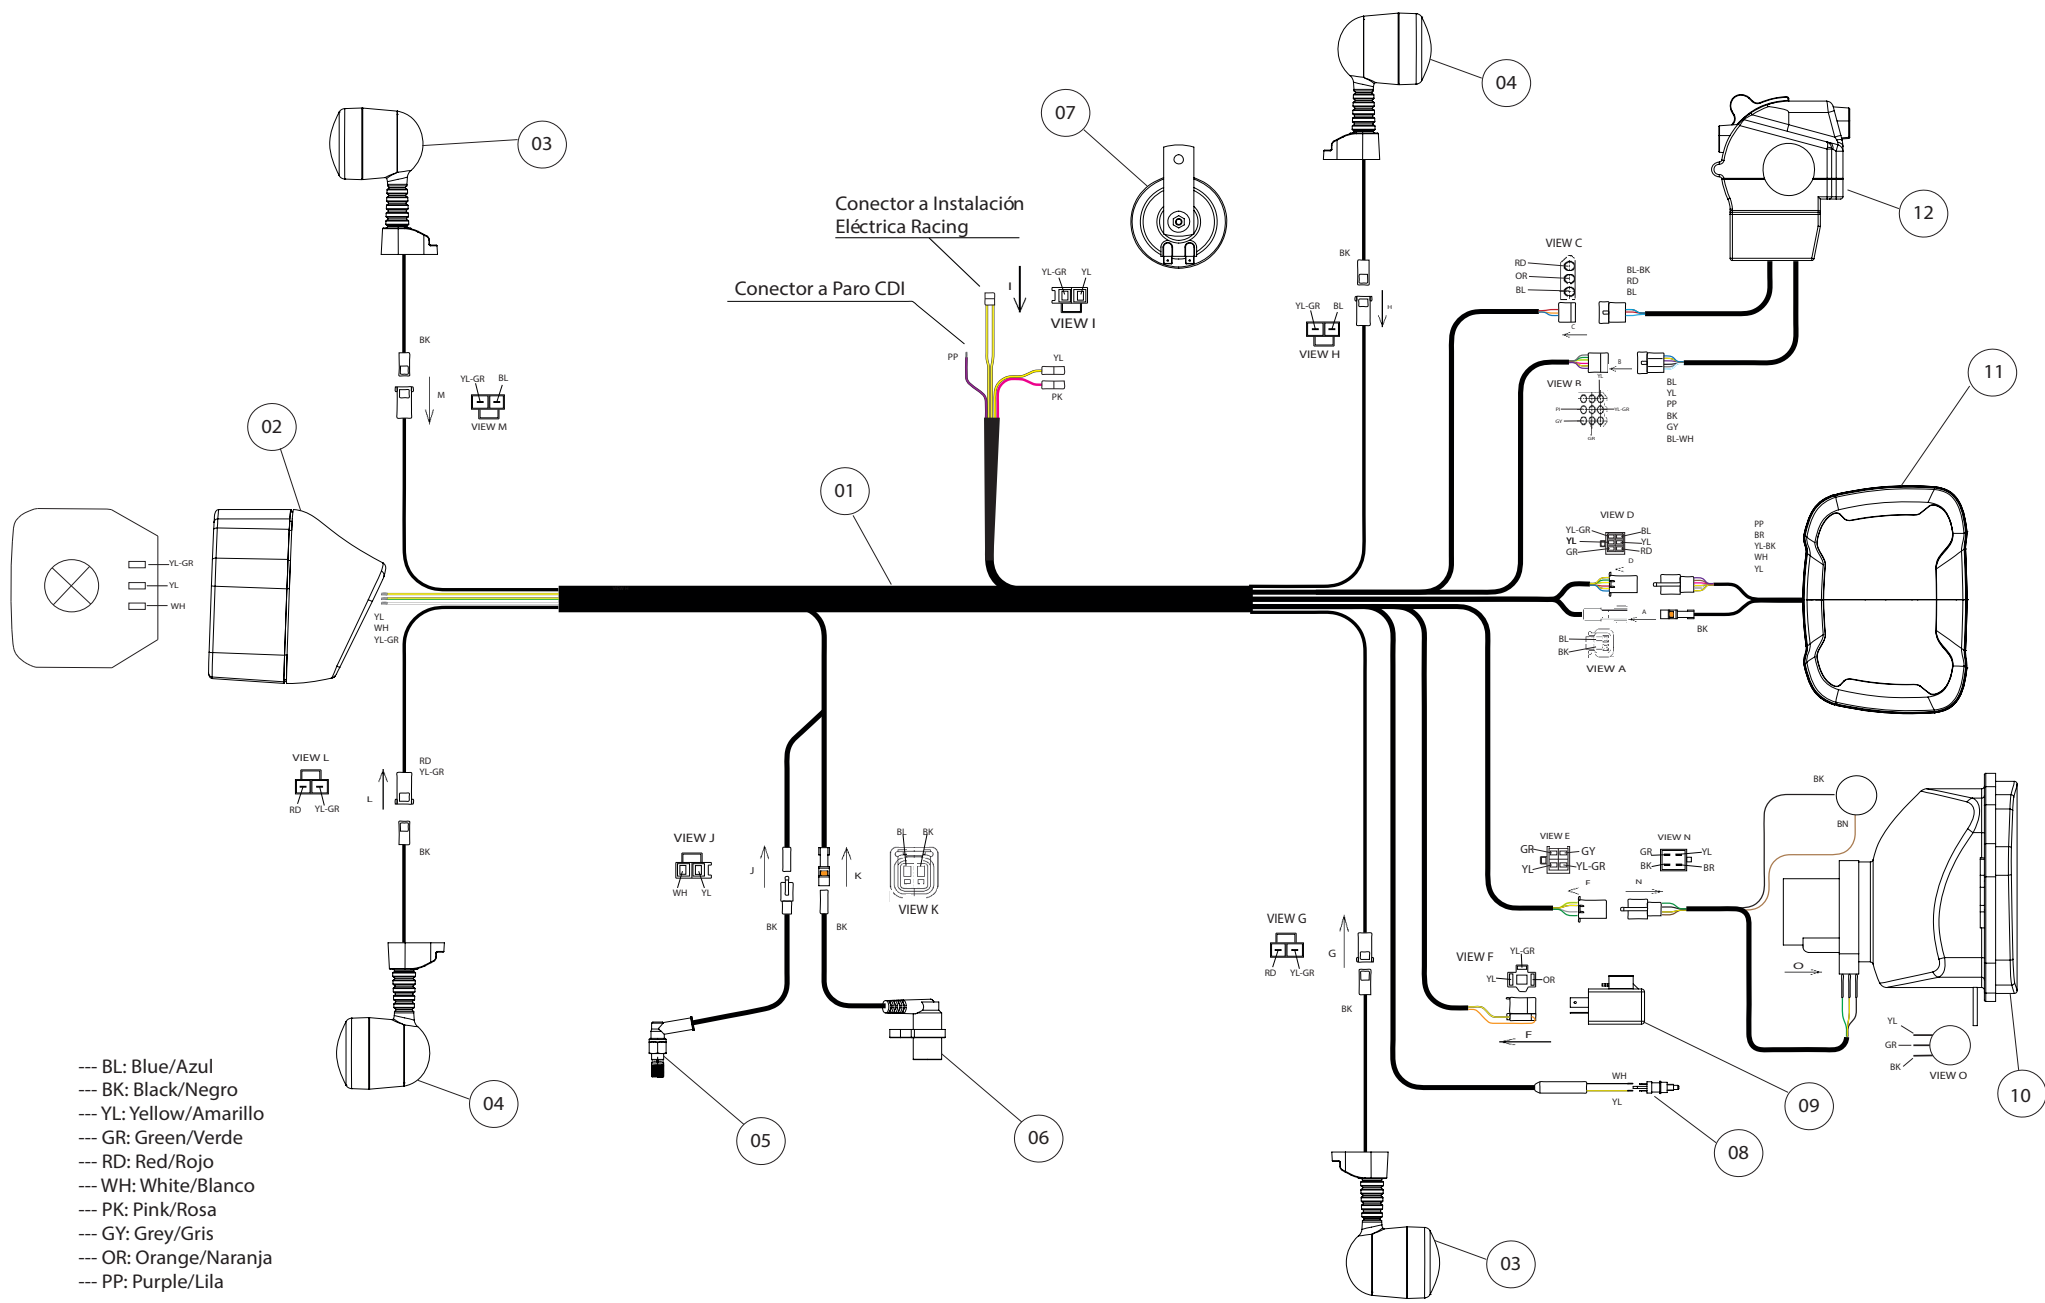 03
BK
M
YL-GR BL
VIEW M
02
YL-GR
YL
WH
YL
WH
YL-GR
VIEW L
RD YL-GR
L
RD
YL-GR
BK
04
01
Conector a Instalación
Eléctrica Racing
Conector a Paro CDI
PP
I
YL-GR YL
VIEW I
YL
PK
07
04
BK
H
YL-GR BL
VIEW H
12
VIEW C
RD
OR
BL
BL-BK
RD
BL
C
B
VIEW B
YL
YL-GR
GY
GR
BL
YL
PP
BK
GY
BL-WH
11
VIEW D
YL-GR BL
YL YL
GR RD
D
PP
BR
YL-BK
WH
YL
A
BK
BL
BK
VIEW A
VIEW J
WH YL
J
BK
K
BK
BL BK
VIEW K
05
06
VIEW G
RD YL-GR
G
BK
03
VIEW E
GR GY
YL YL-GR
VIEW N
GR YL
BK BR
N
BK
BN
O
YL
GR
BK
VIEW O
10
VIEW F
YL-GR
YL OR
F
09
WH
YL
08
--- BL: Blue/Azul
--- BK: Black/Negro
--- YL: Yellow/Amarillo
--- GR: Green/Verde
--- RD: Red/Rojo
--- WH: White/Blanco
--- PK: Pink/Rosa
--- GY: Grey/Gris
--- OR: Orange/Naranja
--- PP: Purple/Lila